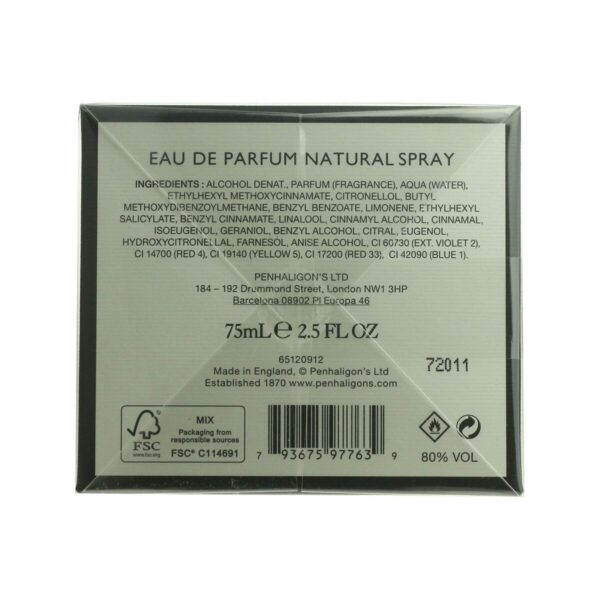 EAU DE PARFUM NATURAL SPRAY
INGREDIENTS : ALCOHOL DENAT., PARFUM (FRAGRANCE), AQUA (WATER),
ETHYLHEXYL METHOXYCINNAMATE, CITRONELLOL, BUTYL
METHOXYDIBENZOYLMETHANE, BENZYL BENZOATE, LIMONENE, ETHYLHEXYL
SALICYLATE, BENZYL CINNAMATE, LINALOOL, CINNAMYL ALCOHOL, CINNAMAL,
ISOEUGENOL, GERANIOL, BENZYL ALCOHOL, CITRAL, EUGENOL,
HYDROXYCITRONELLAL, FARNESOL, ANISE ALCOHOL, CI 60730 (EXT. VIOLET 2),
CI 14700 (RED 4), CI 19140 (YELLOW 5), CI 17200 (RED 33), CI 42090 (BLUE 1).
PENHALIGON'S LTD
184 – 192 Drummond Street, London NW1 3HP
Barcelona 08902 Pl Europa 46
75mL ℮ 2.5 FL OZ
65120912
Made in England, © Penhaligon's Ltd
Established 1870 www.penhaligons.com
72011
FSC
www.fsc.org
MIX
Packaging from
responsible sources
FSC® C114691
7 93675 97763 9
80% VOL